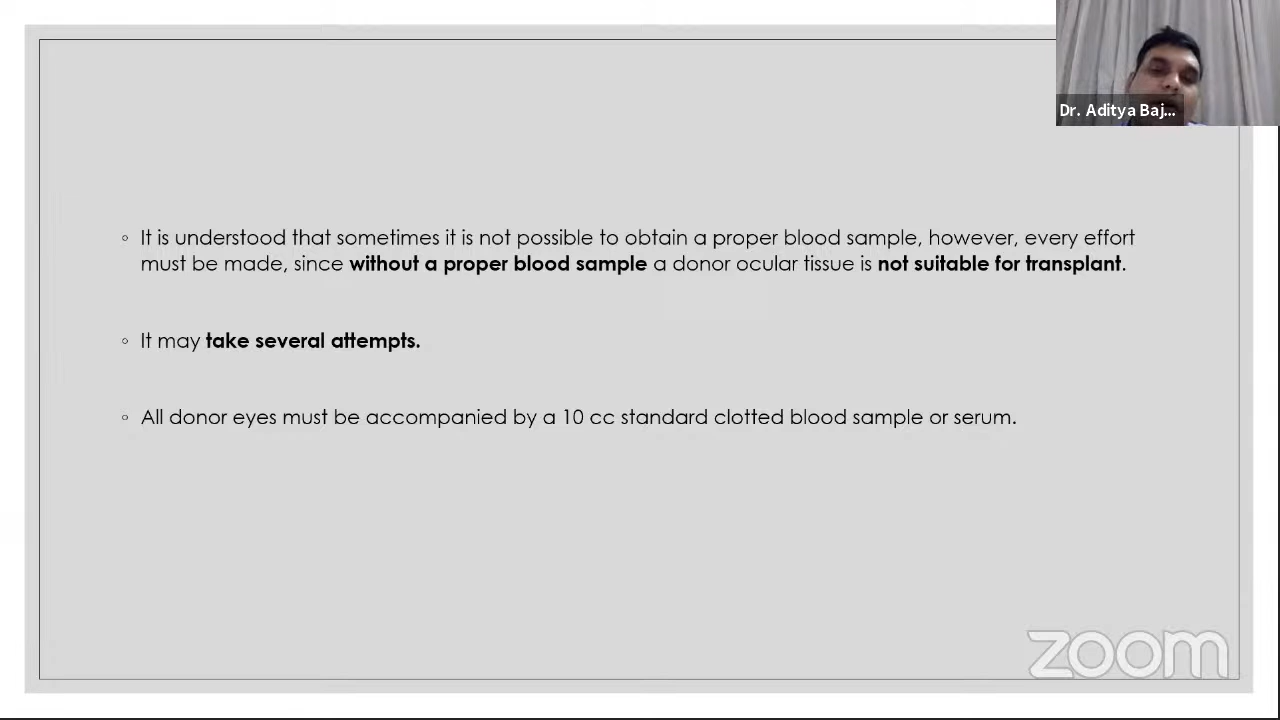 Dr. Aditya Baj...
◦ It is understood that sometimes it is not possible to obtain a proper blood sample, however, every effort
must be made, since without a proper blood sample a donor ocular tissue is not suitable for transplant.
◦ It may take several attempts.
◦ All donor eyes must be accompanied by a 10 cc standard clotted blood sample or serum.
zoom